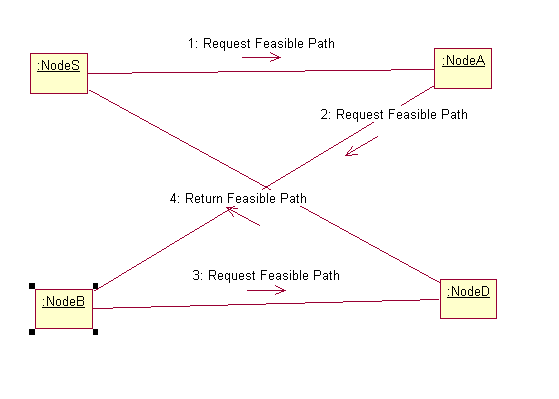 1: Request Feasible Path
:NodeS
:NodeA
2: Request Feasible Path
4: Return Feasible Path
3: Request Feasible Path
:NodeB
:NodeD